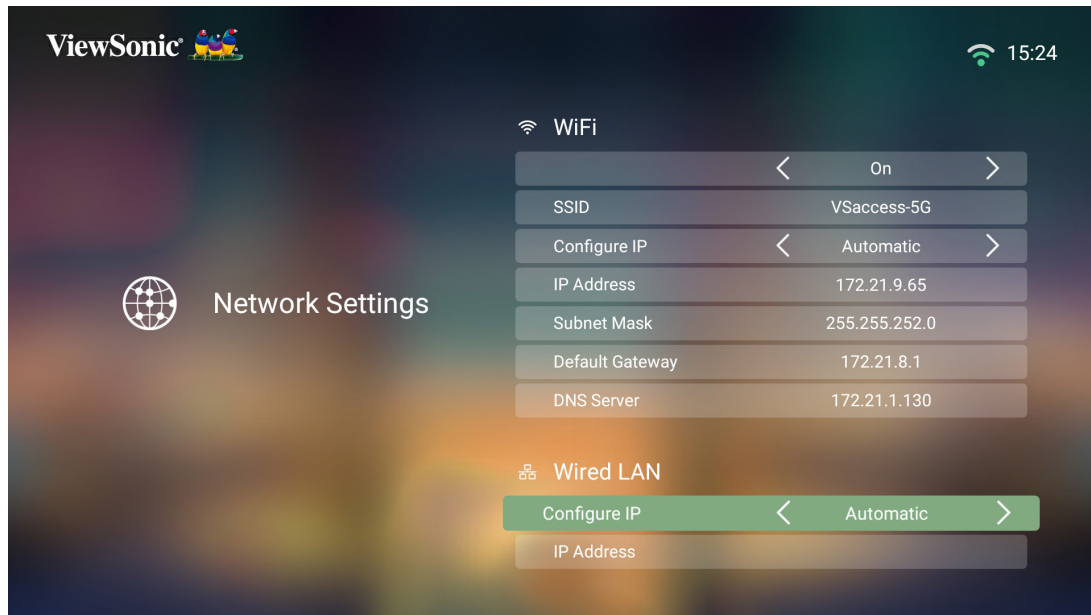 ViewSonic®
15:24
WiFi
On
SSID VSaccess-5G
Configure IP Automatic
IP Address 172.21.9.65
Network Settings
Subnet Mask 255.255.252.0
Default Gateway 172.21.8.1
DNS Server 172.21.1.130
Wired LAN
Configure IP Automatic
IP Address